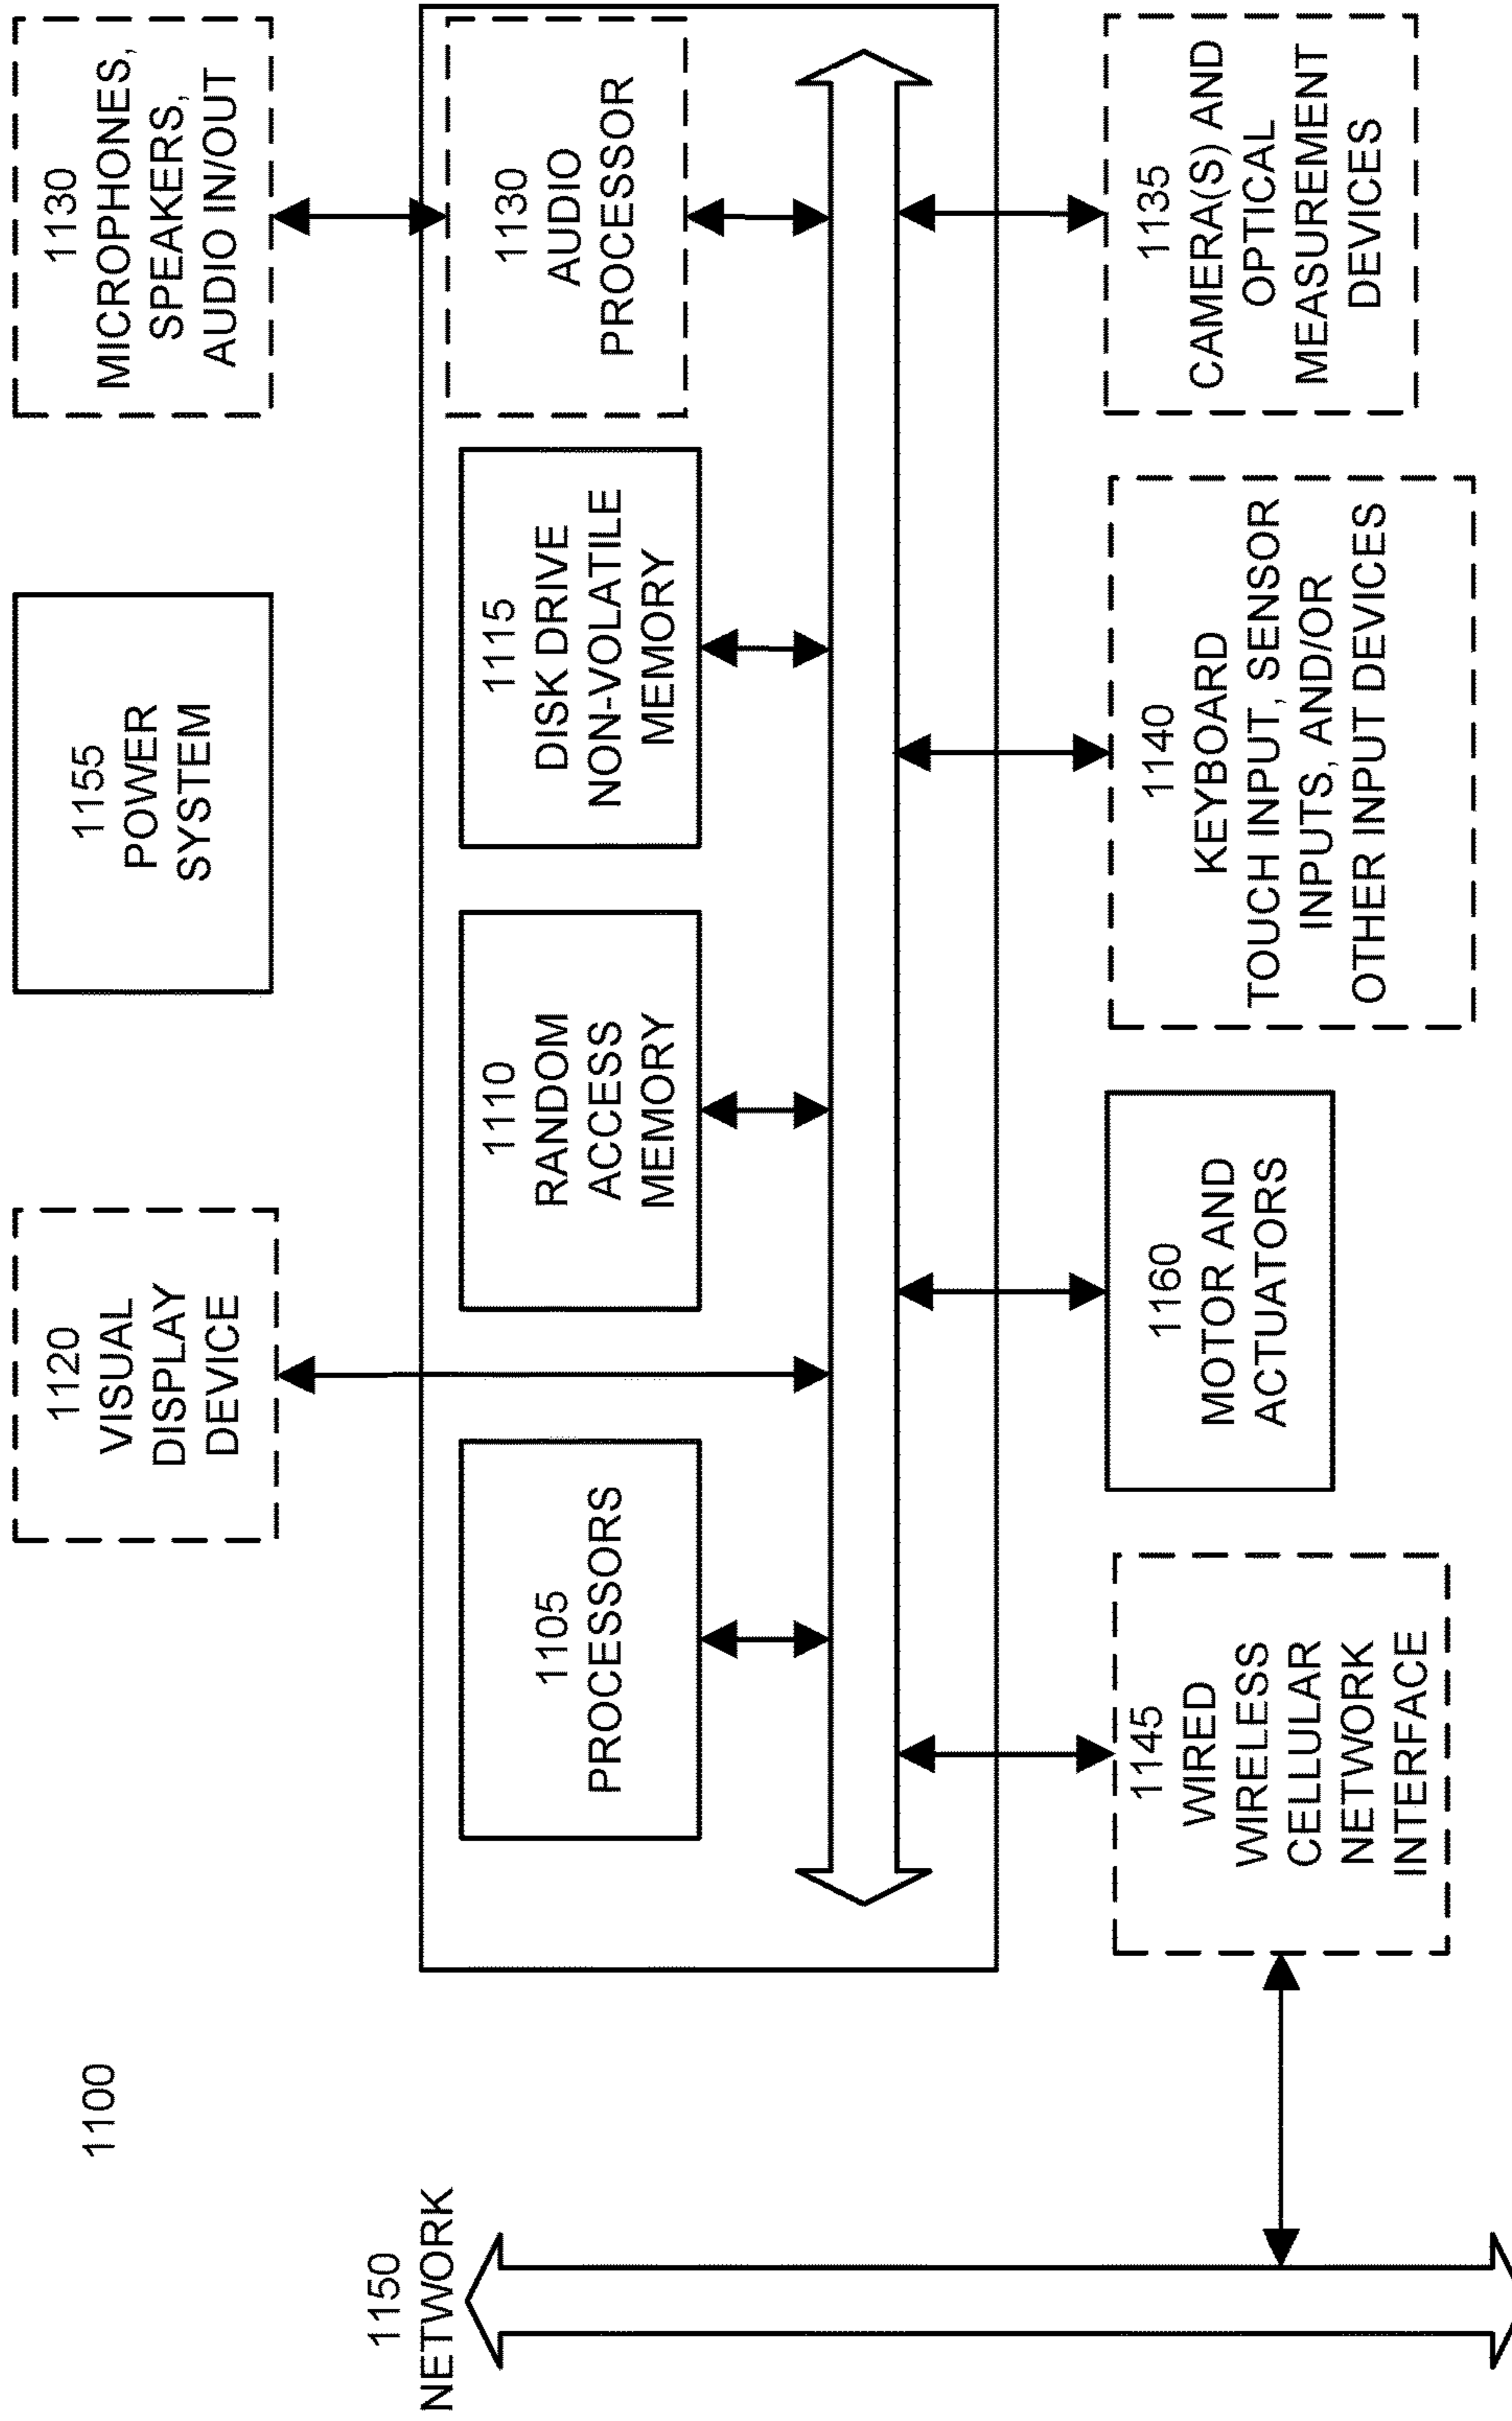 1100
1120
VISUAL
DISPLAY
DEVICE
1155
POWER
SYSTEM
1130
MICROPHONES,
SPEAKERS,
AUDIO IN/OUT
1150
NETWORK
1105
PROCESSORS
1110
RANDOM
ACCESS
MEMORY
1115
DISK DRIVE
NON-VOLATILE
MEMORY
1130
AUDIO
PROCESSOR
1145
WIRED
WIRELESS
CELLULAR
NETWORK
INTERFACE
1160
MOTOR AND
ACTUATORS
1140
KEYBOARD
TOUCH INPUT, SENSOR
INPUTS, AND/OR
OTHER INPUT DEVICES
1135
CAMERA(S) AND
OPTICAL
MEASUREMENT
DEVICES